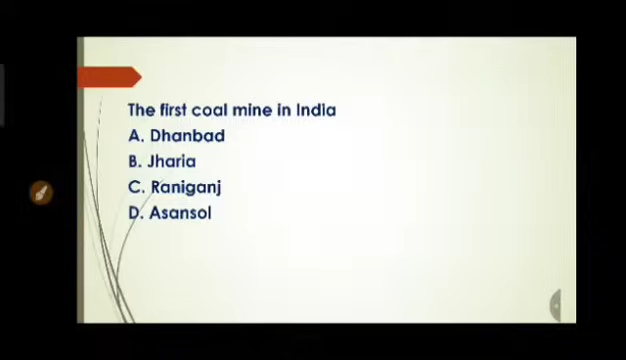 The first coal mine in India
A. Dhanbad
B. Jharia
C. Raniganj
D. Asansol